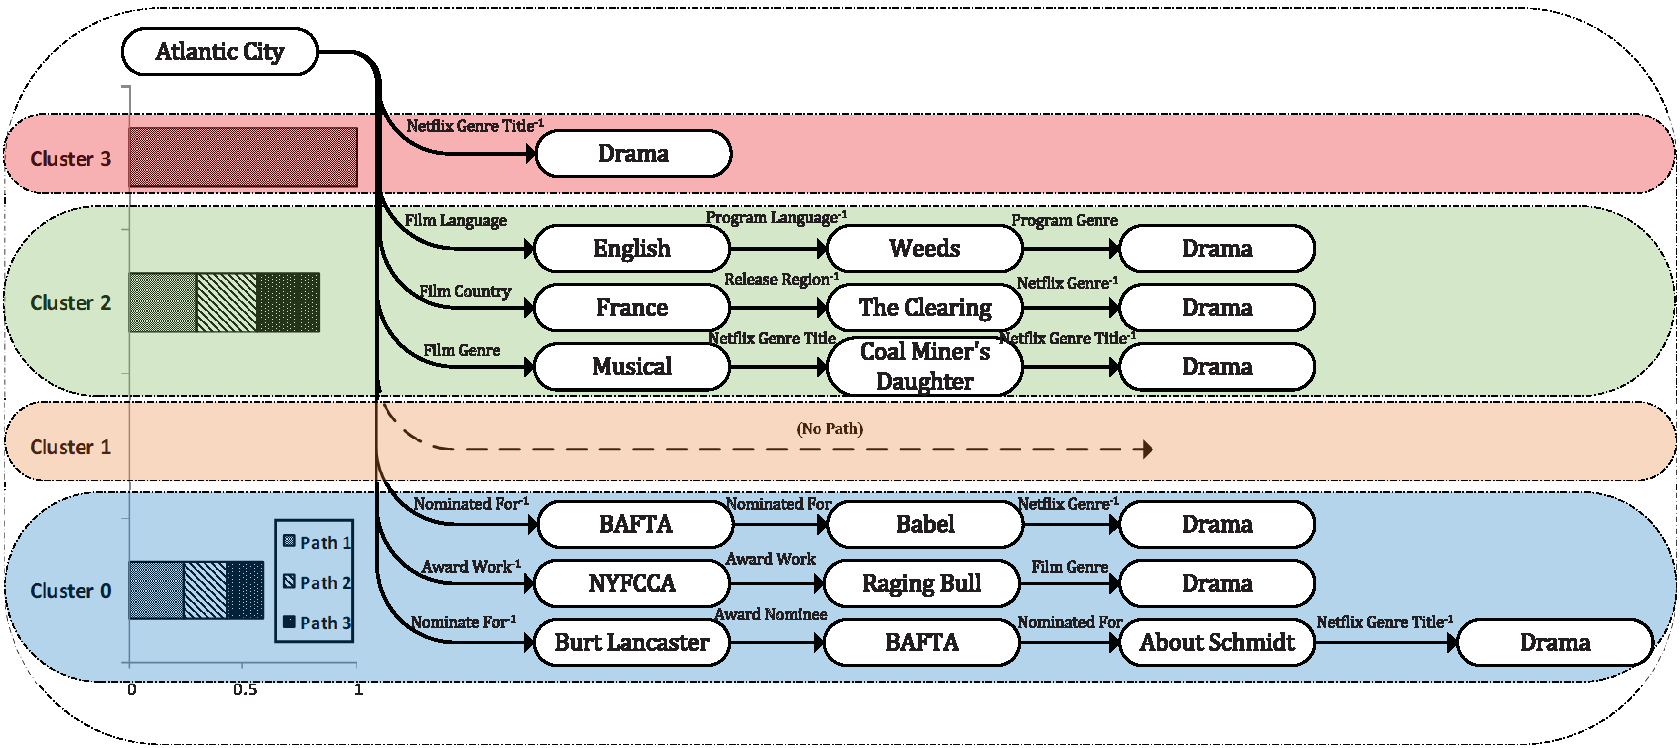 Atlantic City
Netflix Genre Title-1
Cluster 3
Drama
Film Language
Program Language-1
Program Genre
English
Weeds
Drama
Cluster 2
Film Country
Release Region-1
Netflix Genre-1
France
The Clearing
Drama
Film Genre
Netflix Genre Title
Netflix Genre Title-1
Musical
Coal Miner's
Daughter
Drama
Cluster 1
(No Path)
Nominated For-1
Nominated For
Netflix Genre-1
BAFTA
Babel
Drama
Path 1
Path 2
Path 3
Cluster 0
Award Work-1
Award Work
Film Genre
NYFCCA
Raging Bull
Drama
Nominate For-1
Award Nominee
Nominated For
Netflix Genre Title-1
Burt Lancaster
BAFTA
About Schmidt
Drama
0
0.5
1